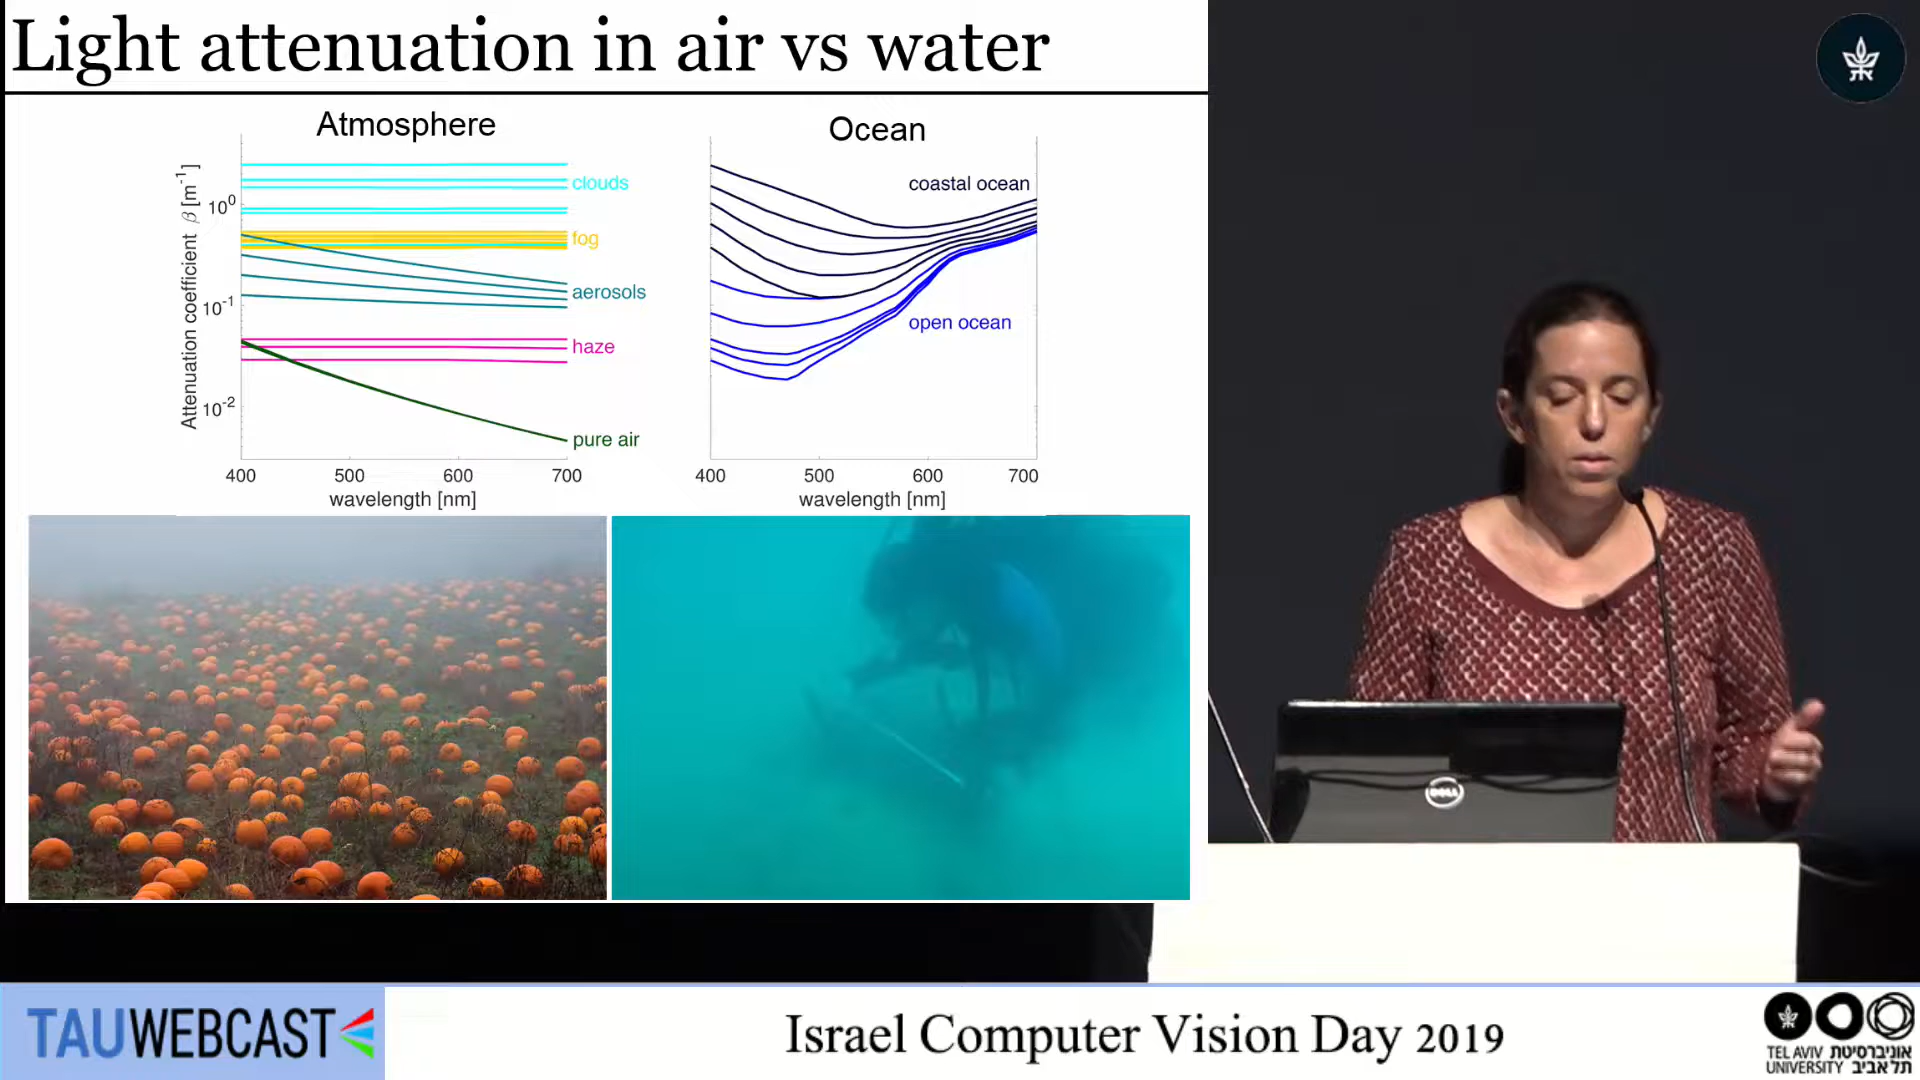 Light attenuation in air vs water
Atmosphere
Ocean
Attenuation coefficient β [m⁻¹]
10⁰
10⁻¹
10⁻²
clouds
fog
aerosols
haze
pure air
400 500 600 700
wavelength [nm]
coastal ocean
open ocean
400 500 600 700
wavelength [nm]
DELL
TAUWEBCAST
Israel Computer Vision Day 2019
TEL AVIV אוניברסיטת
UNIVERSITY תל אביב